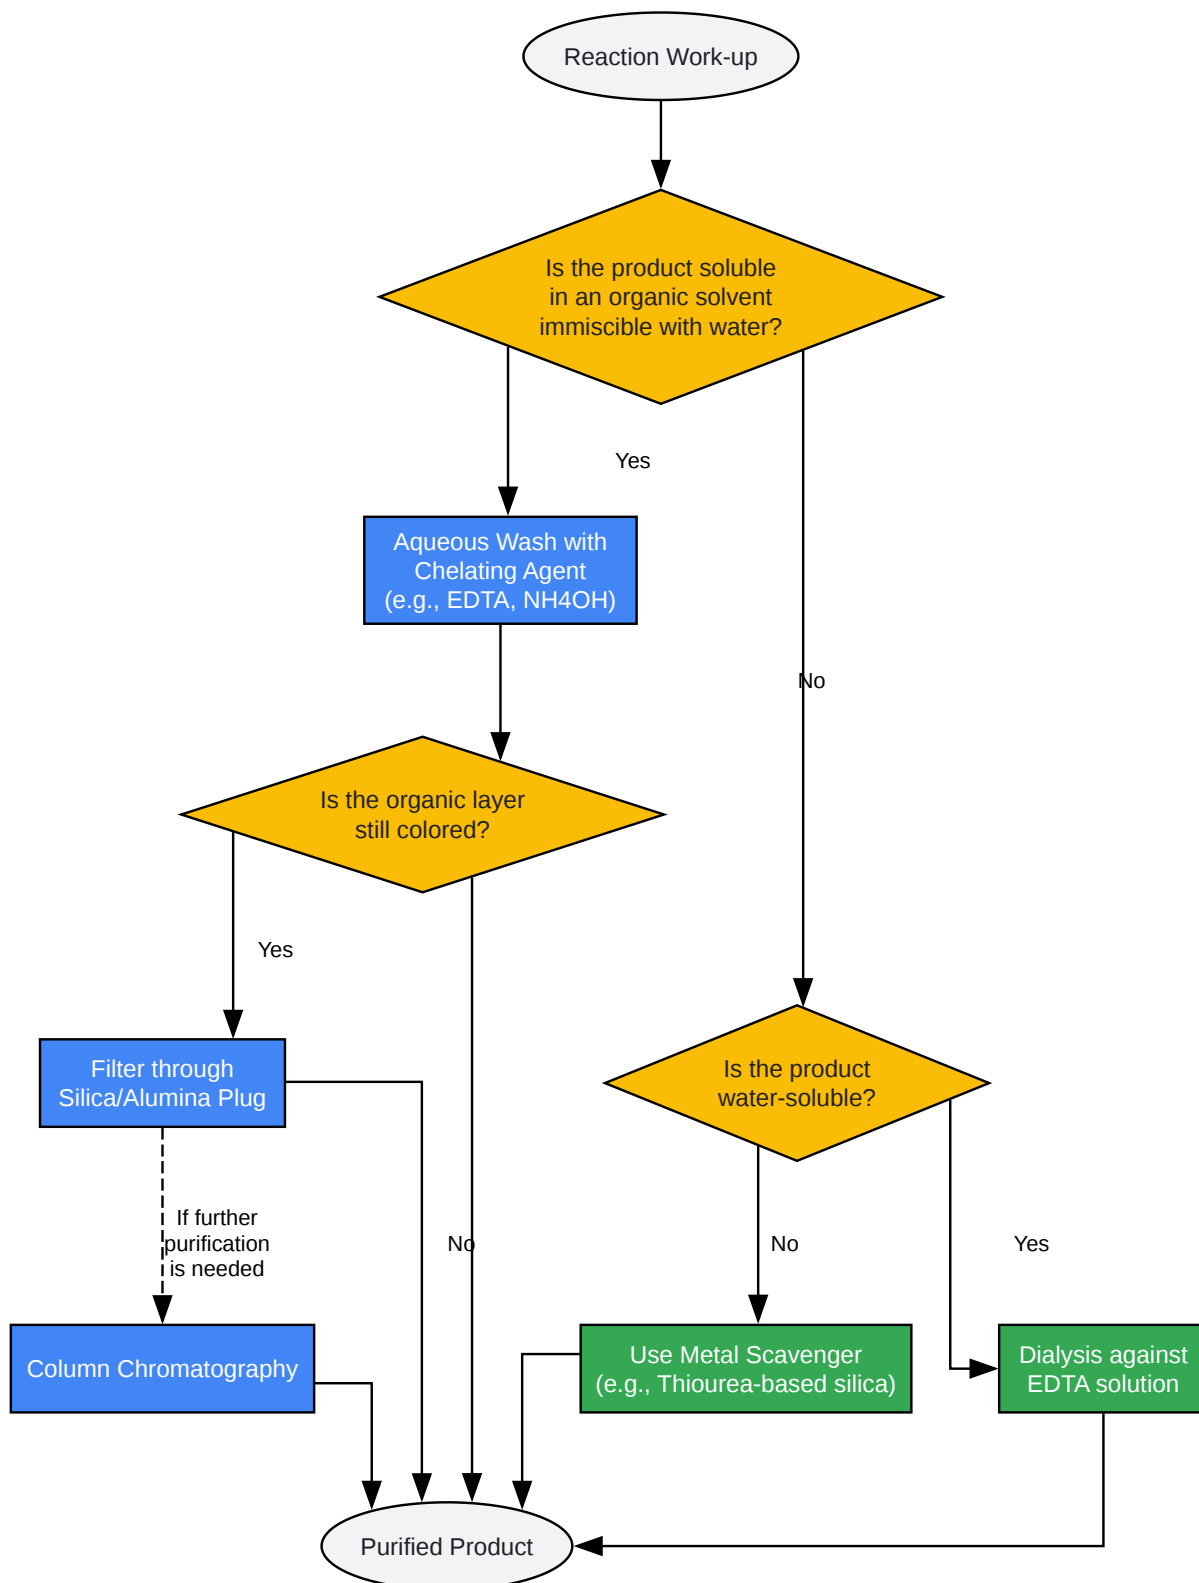 Reaction Work-up
Is the product soluble
in an organic solvent
immiscible with water?
Yes
Aqueous Wash with
Chelating Agent
(e.g., EDTA, NH4OH)
No
Is the organic layer
still colored?
Yes
Filter through
Silica/Alumina Plug
Is the product
water-soluble?
If further
purification
is needed
No
No
Yes
Column Chromatography
Use Metal Scavenger
(e.g., Thiourea-based silica)
Dialysis against
EDTA solution
Purified Product